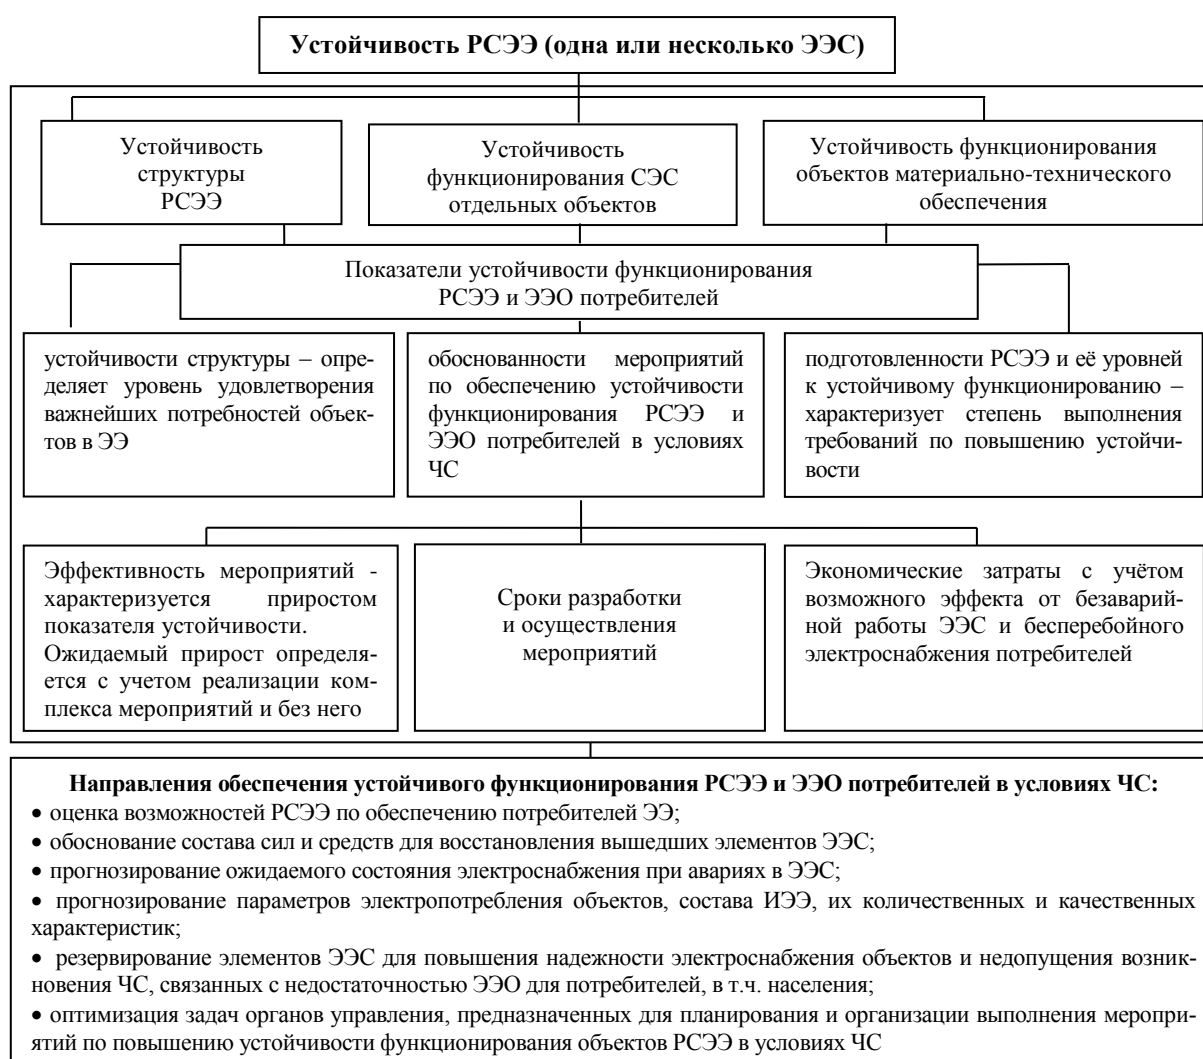 Устойчивость РСЭЭ (одна или несколько ЭЭС)
Устойчивость
структуры
РСЭЭ
Устойчивость
функционирования СЭС
отдельных объектов
Устойчивость функционирования
объектов материально-технического
обеспечения
Показатели устойчивости функционирования
РСЭЭ и ЭЭО потребителей
устойчивости структуры – опре-
деляет уровень удовлетворения
важнейших потребностей объек-
тов в ЭЭ
обоснованности мероприятий
по обеспечению устойчивости
функционирования РСЭЭ и
ЭЭО потребителей в условиях
ЧС
подготовленности РСЭЭ и её уровней
к устойчивому функционированию –
характеризует степень выполнения
требований по повышению устойчи-
вости
Эффективность мероприятий -
характеризуется приростом
показателя устойчивости.
Ожидаемый прирост определя-
ется с учетом реализации ком-
плекса мероприятий и без него
Сроки разработки
и осуществления
мероприятий
Экономические затраты с учётом
возможного эффекта от безаварий-
ной работы ЭЭС и бесперебойного
электроснабжения потребителей
Направления обеспечения устойчивого функционирования РСЭЭ и ЭЭО потребителей в условиях ЧС:
• оценка возможностей РСЭЭ по обеспечению потребителей ЭЭ;
• обоснование состава сил и средств для восстановления вышедших элементов ЭЭС;
• прогнозирование ожидаемого состояния электроснабжения при авариях в ЭЭС;
• прогнозирование параметров электропотребления объектов, состава ИЭЭ, их количественных и качественных
характеристик;
• резервирование элементов ЭЭС для повышения надежности электроснабжения объектов и недопущения возник-
новения ЧС, связанных с недостаточностью ЭЭО для потребителей, в т.ч. населения;
• оптимизация задач органов управления, предназначенных для планирования и организации выполнения меропри-
ятий по повышению устойчивости функционирования объектов РСЭЭ в условиях ЧС